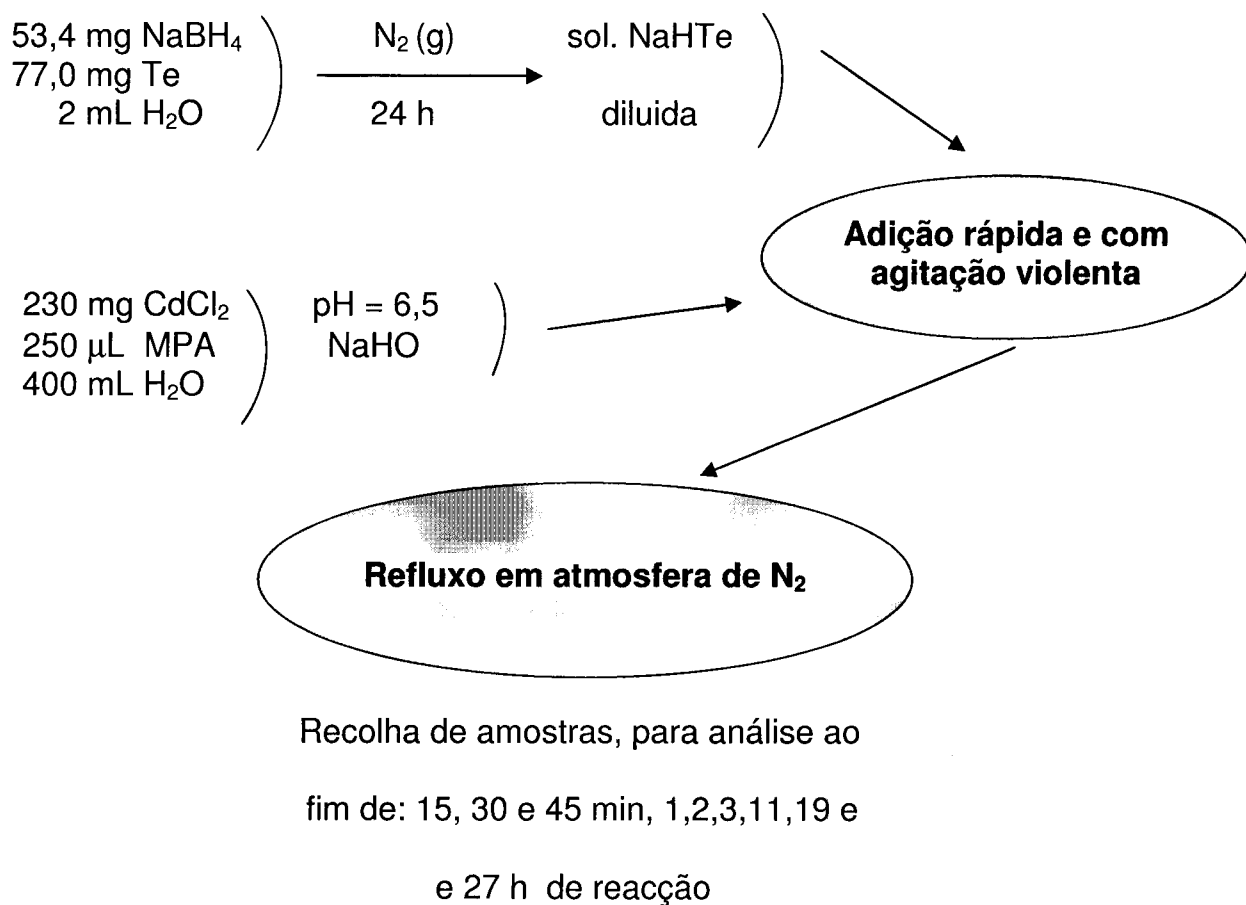 53,4 mg NaBH₄
77,0 mg Te
2 mL H₂O
N₂ (g)
24 h
sol. NaHTe
diluida
Adição rápida e com
agitação violenta
230 mg CdCl₂
250 μL MPA
400 mL H₂O
pH = 6,5
NaHO
Refluxo em atmosfera de N₂
Recolha de amostras, para análise ao
fim de: 15, 30 e 45 min, 1,2,3,11,19 e
e 27 h de reacção